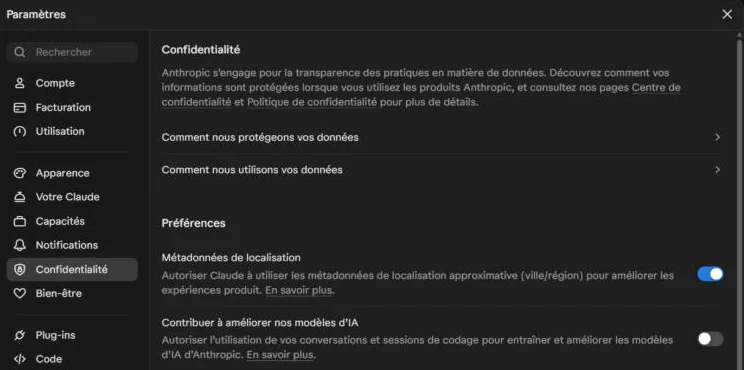 Paramètres
Rechercher
Compte
Facturation
Utilisation
Apparence
Votre Claude
Capacités
Notifications
Confidentialité
Bien-être
Plug-ins
Code
Confidentialité
Anthropic s'engage pour la transparence des pratiques en matière de données. Découvrez comment vos
informations sont protégées lorsque vous utilisez les produits Anthropic, et consultez nos pages Centre de
confidentialité et Politique de confidentialité pour plus de détails.
Comment nous protégeons vos données
Comment nous utilisons vos données
Préférences
Métadonnées de localisation
Autoriser Claude à utiliser les métadonnées de localisation approximative (ville/région) pour améliorer les
expériences produit. En savoir plus.
Contribuer à améliorer nos modèles d'IA
Autoriser l'utilisation de vos conversations et sessions de codage pour entraîner et améliorer les modèles
d'IA d'Anthropic. En savoir plus.